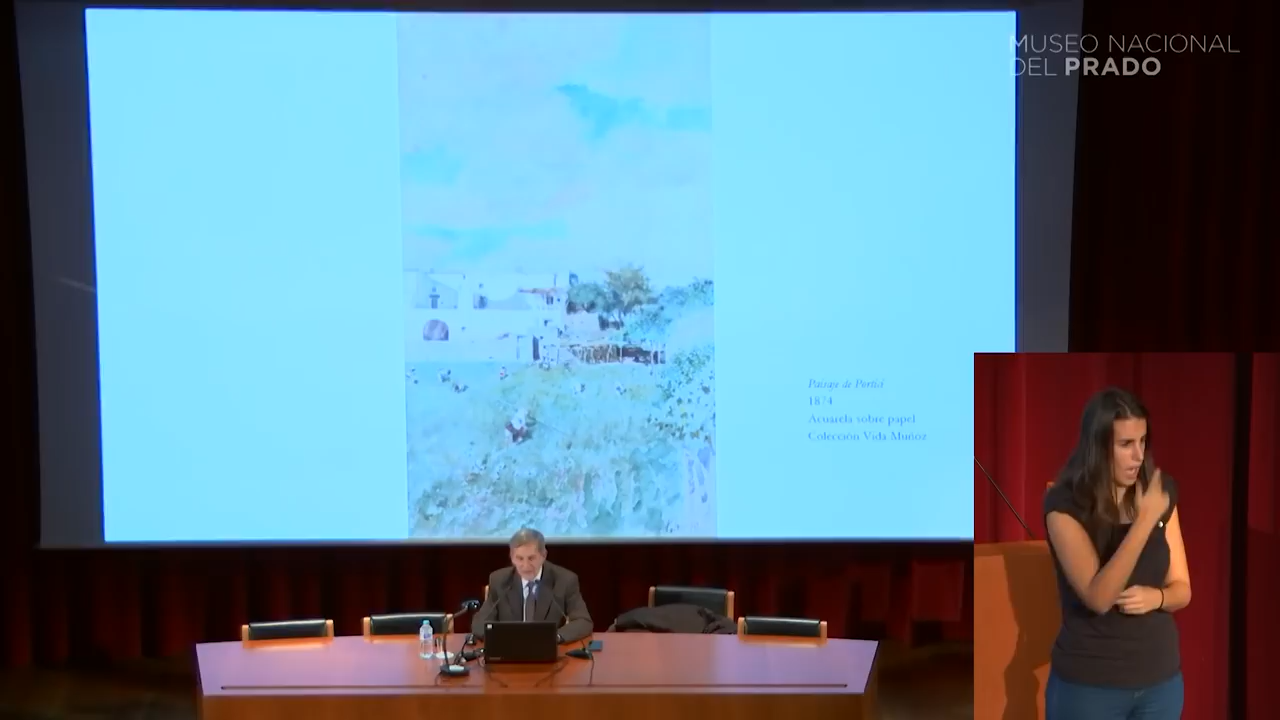 MUSEO NACIONAL
DEL PRADO
Paisaje de Portici
1874
Acuarela sobre papel
Colección Vida Muñoz